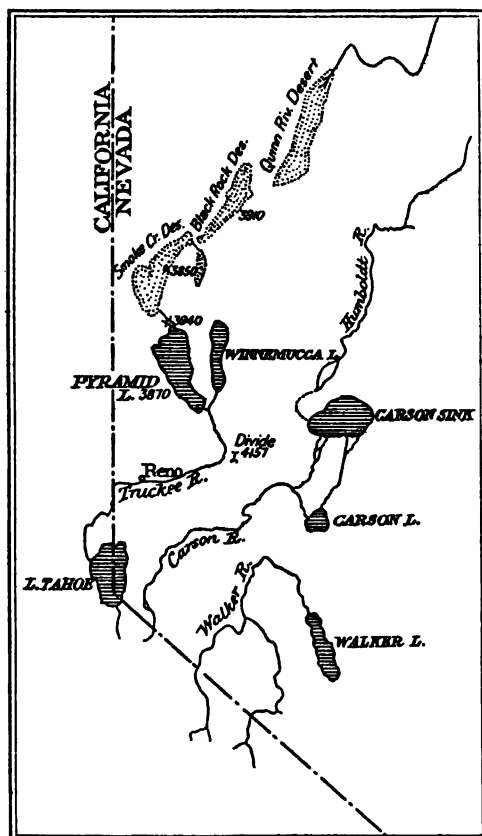 CALIFORNIA
NEVADA
Quinn Riv. Desert
Black Rock Des.
3810
Smoke Cr. Des.
3850
3940
Humboldt R.
WINNEMUCCA L.
PYRAMID
L. 3870
CARSON SINK
Divide
4157
Reno
Truckee R.
CARSON L.
Carson R.
L. TAHOE
Walker R.
WALKER L.